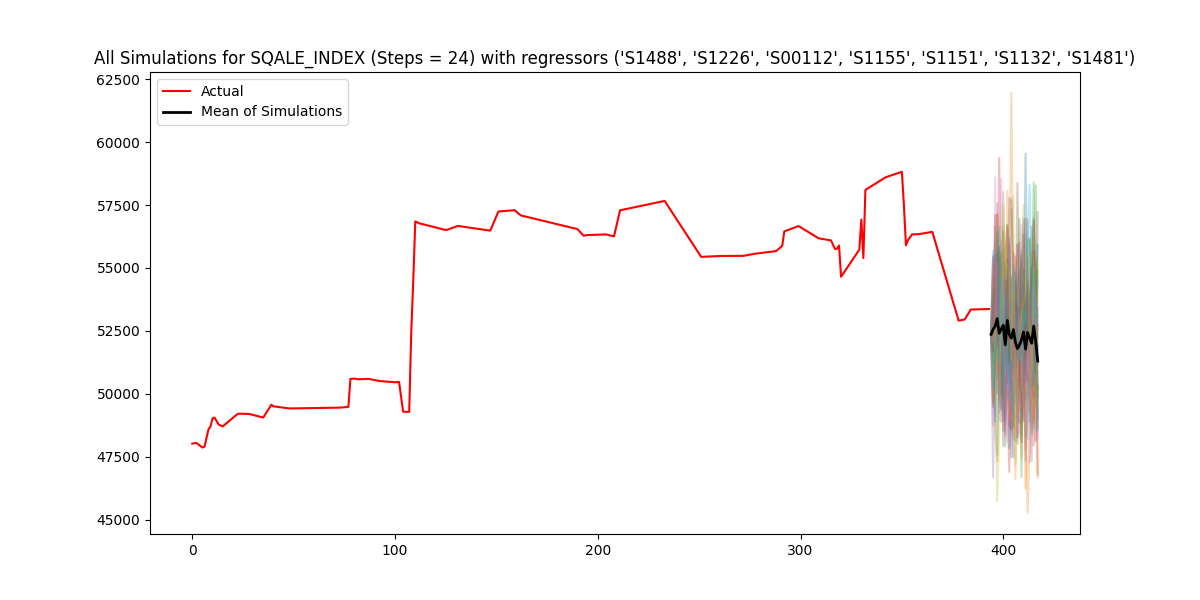 All Simulations for SQALE_INDEX (Steps = 24) with regressors ('S1488', 'S1226', 'S00112', 'S1155', 'S1151', 'S1132', 'S1481')
Actual
Mean of Simulations
62500
60000
57500
55000
52500
50000
47500
45000
0 100 200 300 400